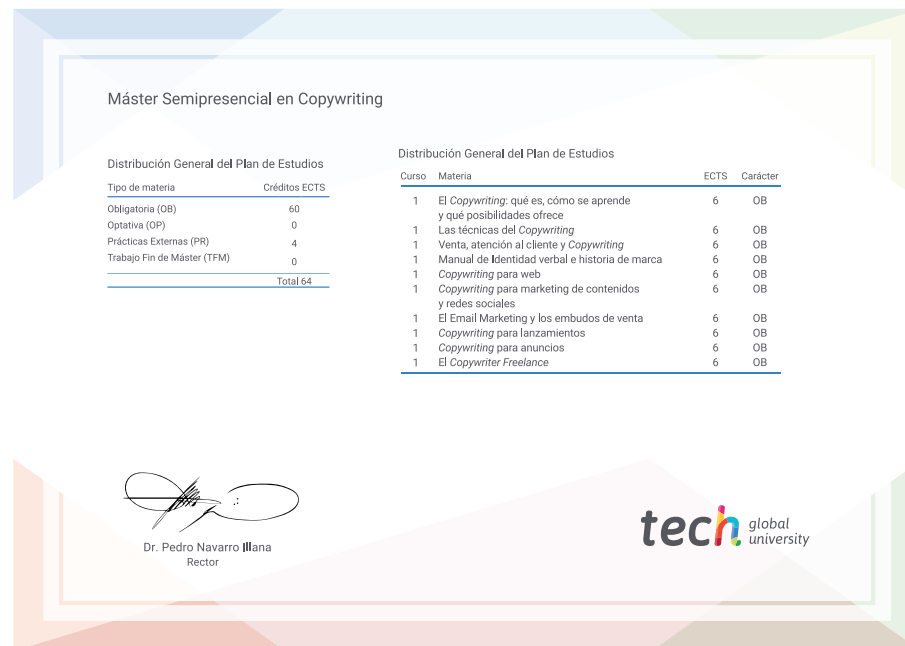 Máster Semipresencial en Copywriting
Distribución General del Plan de Estudios
Tipo de materia Créditos ECTS
Obligatoria (OB) 60
Optativa (OP) 0
Prácticas Externas (PR) 4
Trabajo Fin de Máster (TFM) 0
Total 64
Distribución General del Plan de Estudios
Curso Materia ECTS Carácter
1 El Copywriting: qué es, cómo se aprende 6 OB
y qué posibilidades ofrece
1 Las técnicas del Copywriting 6 OB
1 Venta, atención al cliente y Copywriting 6 OB
1 Manual de Identidad verbal e historia de marca 6 OB
1 Copywriting para web 6 OB
1 Copywriting para marketing de contenidos 6 OB
y redes sociales
1 El Email Marketing y los embudos de venta 6 OB
1 Copywriting para lanzamientos 6 OB
1 Copywriting para anuncios 6 OB
1 El Copywriter Freelance 6 OB
Dr. Pedro Navarro Illana
Rector
tech global
university